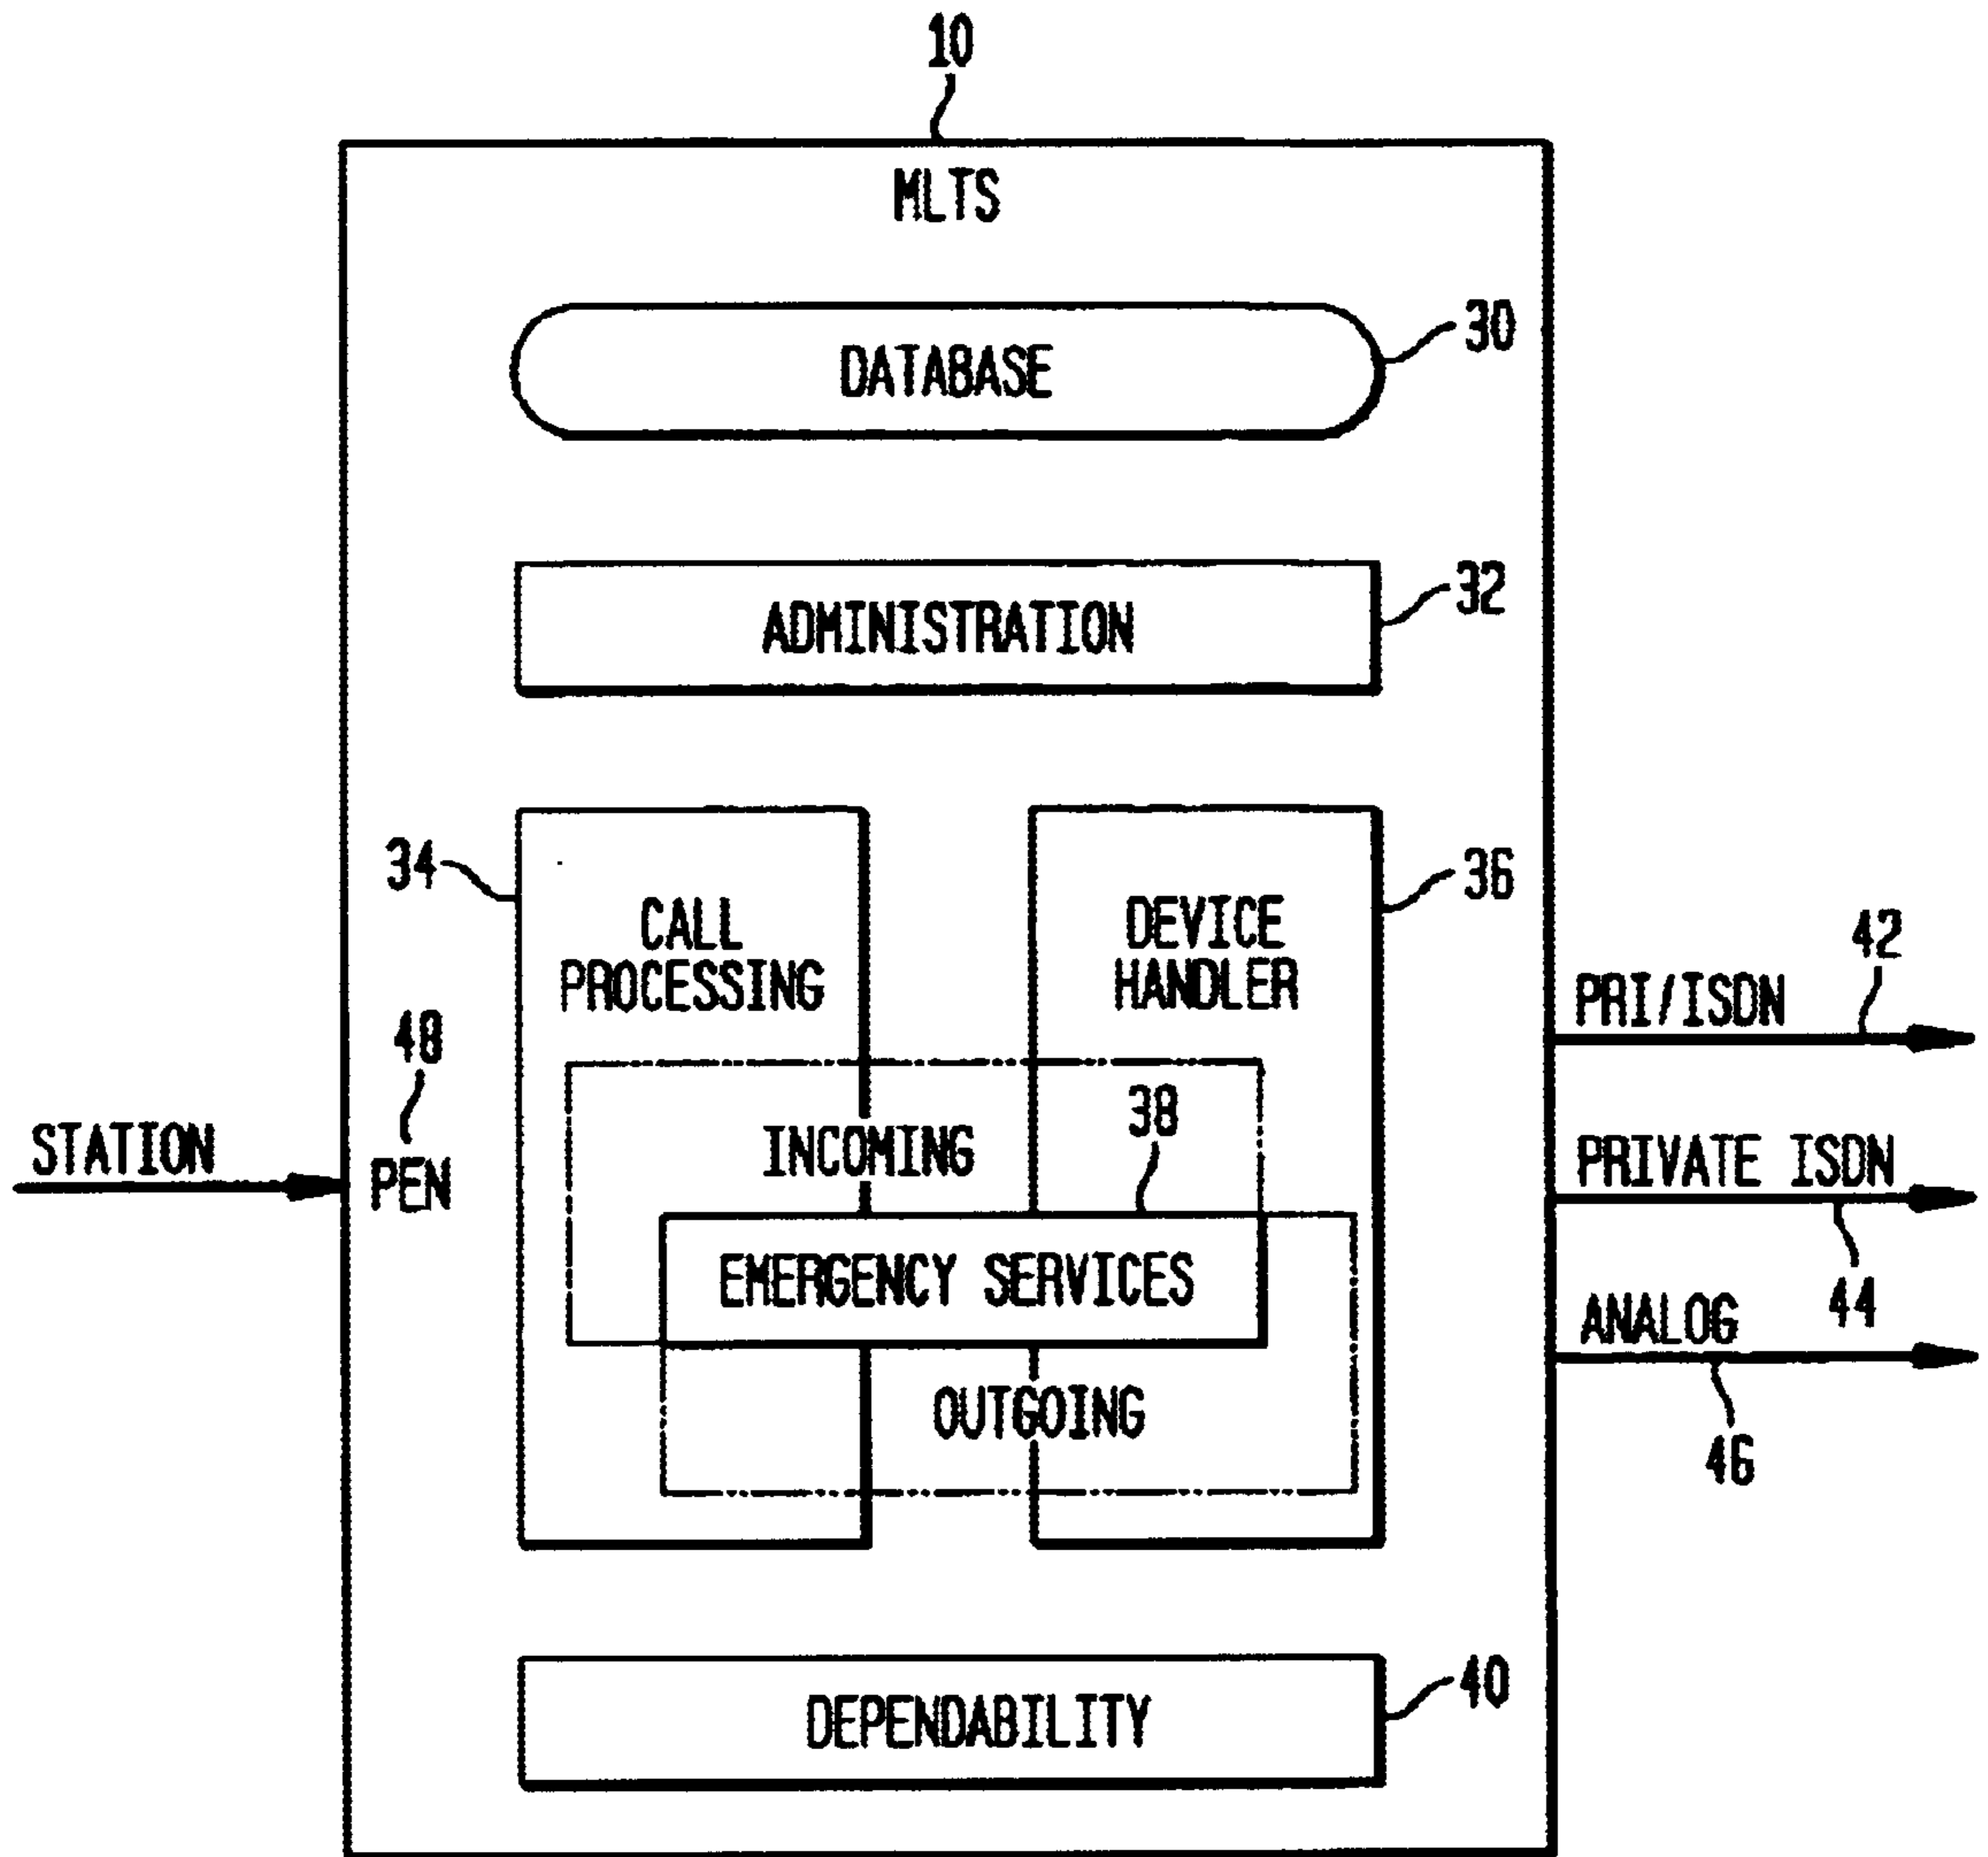 10
MLTS
DATABASE
30
ADMINISTRATION
32
34
CALL
PROCESSING
DEVICE
HANDLER
36
42
PRI/ISDN
48
STATION
PEN
INCOMING
38
PRIVATE ISDN
44
EMERGENCY SERVICES
ANALOG
46
OUTGOING
DEPENDABILITY
40